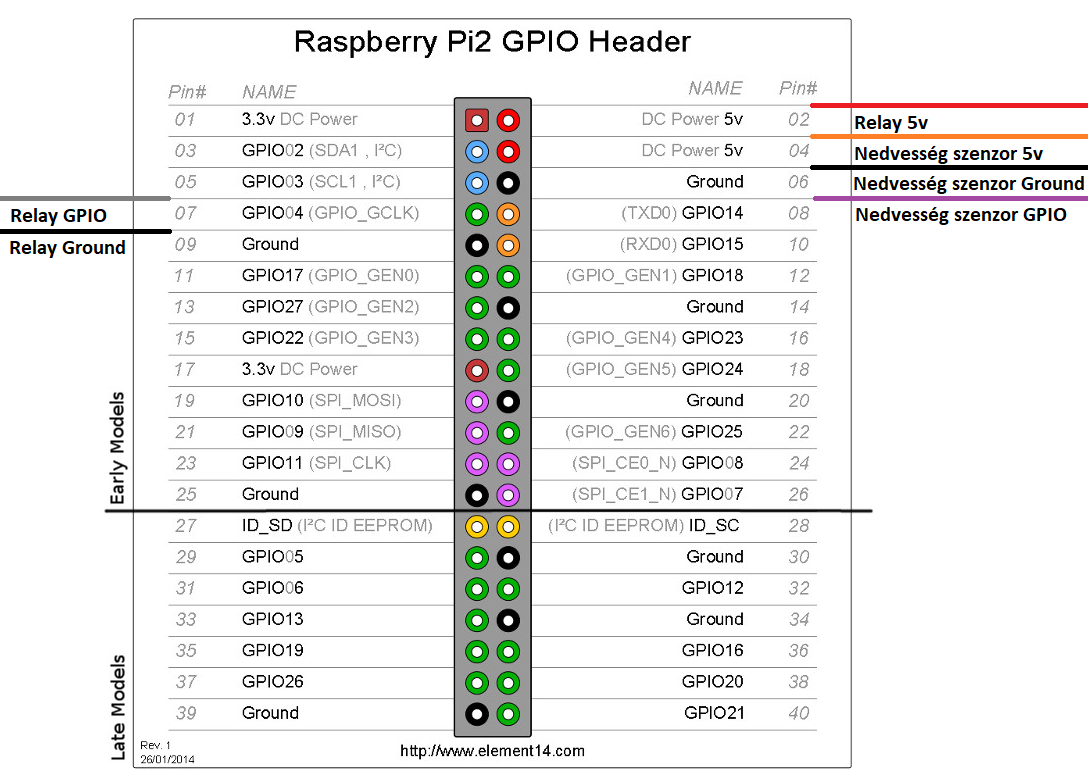 Raspberry Pi2 GPIO Header
Pin# NAME NAME Pin#
01 3.3v DC Power DC Power 5v 02
Relay 5v
03 GPIO02 (SDA1 , I²C) DC Power 5v 04
Nedvesség szenzor 5v
05 GPIO03 (SCL1 , I²C) Ground 06
Nedvesség szenzor Ground
Relay GPIO
07 GPIO04 (GPIO_GCLK) (TXD0) GPIO14 08
Nedvesség szenzor GPIO
Relay Ground
09 Ground (RXD0) GPIO15 10
11 GPIO17 (GPIO_GEN0) (GPIO_GEN1) GPIO18 12
13 GPIO27 (GPIO_GEN2) Ground 14
15 GPIO22 (GPIO_GEN3) (GPIO_GEN4) GPIO23 16
17 3.3v DC Power (GPIO_GEN5) GPIO24 18
19 GPIO10 (SPI_MOSI) Ground 20
21 GPIO09 (SPI_MISO) (GPIO_GEN6) GPIO25 22
23 GPIO11 (SPI_CLK) (SPI_CE0_N) GPIO08 24
25 Ground (SPI_CE1_N) GPIO07 26
Early Models
27 ID_SD (I²C ID EEPROM) (I²C ID EEPROM) ID_SC 28
29 GPIO05 Ground 30
31 GPIO06 GPIO12 32
33 GPIO13 Ground 34
35 GPIO19 GPIO16 36
37 GPIO26 GPIO20 38
39 Ground GPIO21 40
Late Models
Rev. 1
26/01/2014
http://www.element14.com